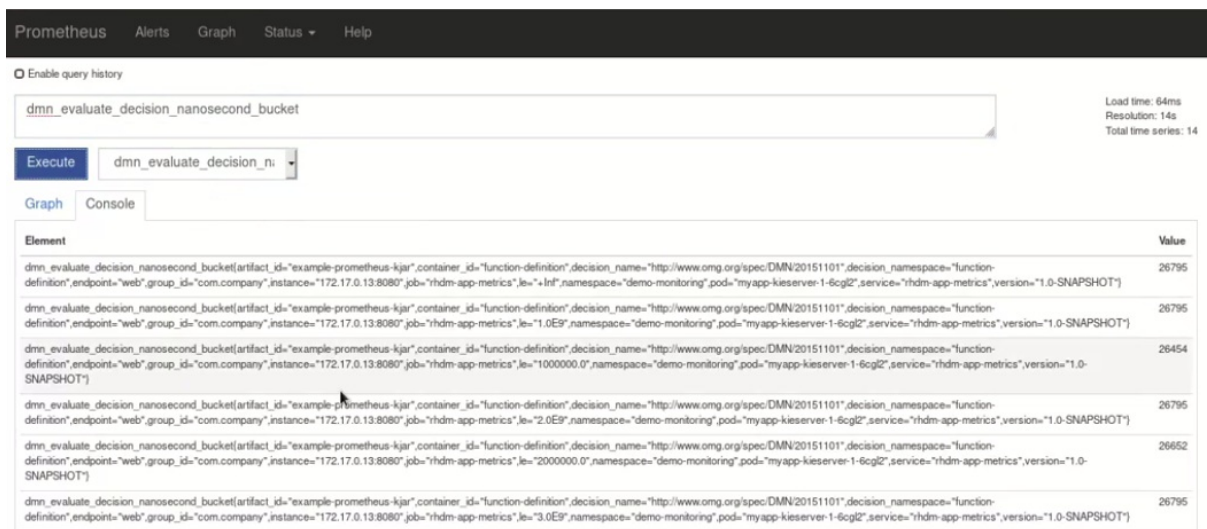 Prometheus Alerts Graph Status Help
Enable query history
dmn_evaluate_decision_nanosecond_bucket
Load time: 64ms
Resolution: 14s
Total time series: 14
Execute dmn_evaluate_decision_na
Graph Console
Element Value
dmn_evaluate_decision_nanosecond_bucket{artifact_id="example-prometheus-kjar",container_id="function-definition",decision_name="http://www.omg.org/spec/DMN/20151101",decision_namespace="function- 26795
definition",endpoint="web",group_id="com.company",instance="172.17.0.13:8080",job="rhdm-app-metrics",le="+Inf",namespace="demo-monitoring",pod="myapp-kieserver-1-6cgl2",service="rhdm-app-metrics",version="1.0-SNAPSHOT"}
dmn_evaluate_decision_nanosecond_bucket{artifact_id="example-prometheus-kjar",container_id="function-definition",decision_name="http://www.omg.org/spec/DMN/20151101",decision_namespace="function- 26795
definition",endpoint="web",group_id="com.company",instance="172.17.0.13:8080",job="rhdm-app-metrics",le="1.0E9",namespace="demo-monitoring",pod="myapp-kieserver-1-6cgl2",service="rhdm-app-metrics",version="1.0-SNAPSHOT"}
dmn_evaluate_decision_nanosecond_bucket{artifact_id="example-prometheus-kjar",container_id="function-definition",decision_name="http://www.omg.org/spec/DMN/20151101",decision_namespace="function- 26454
definition",endpoint="web",group_id="com.company",instance="172.17.0.13:8080",job="rhdm-app-metrics",le="1000000.0",namespace="demo-monitoring",pod="myapp-kieserver-1-6cgl2",service="rhdm-app-metrics",version="1.0-
SNAPSHOT"}
dmn_evaluate_decision_nanosecond_bucket{artifact_id="example-prometheus-kjar",container_id="function-definition",decision_name="http://www.omg.org/spec/DMN/20151101",decision_namespace="function- 26795
definition",endpoint="web",group_id="com.company",instance="172.17.0.13:8080",job="rhdm-app-metrics",le="2.0E9",namespace="demo-monitoring",pod="myapp-kieserver-1-6cgl2",service="rhdm-app-metrics",version="1.0-SNAPSHOT"}
dmn_evaluate_decision_nanosecond_bucket{artifact_id="example-prometheus-kjar",container_id="function-definition",decision_name="http://www.omg.org/spec/DMN/20151101",decision_namespace="function- 26652
definition",endpoint="web",group_id="com.company",instance="172.17.0.13:8080",job="rhdm-app-metrics",le="2000000.0",namespace="demo-monitoring",pod="myapp-kieserver-1-6cgl2",service="rhdm-app-metrics",version="1.0-
SNAPSHOT"}
dmn_evaluate_decision_nanosecond_bucket{artifact_id="example-prometheus-kjar",container_id="function-definition",decision_name="http://www.omg.org/spec/DMN/20151101",decision_namespace="function- 26795
definition",endpoint="web",group_id="com.company",instance="172.17.0.13:8080",job="rhdm-app-metrics",le="3.0E9",namespace="demo-monitoring",pod="myapp-kieserver-1-6cgl2",service="rhdm-app-metrics",version="1.0-SNAPSHOT"}